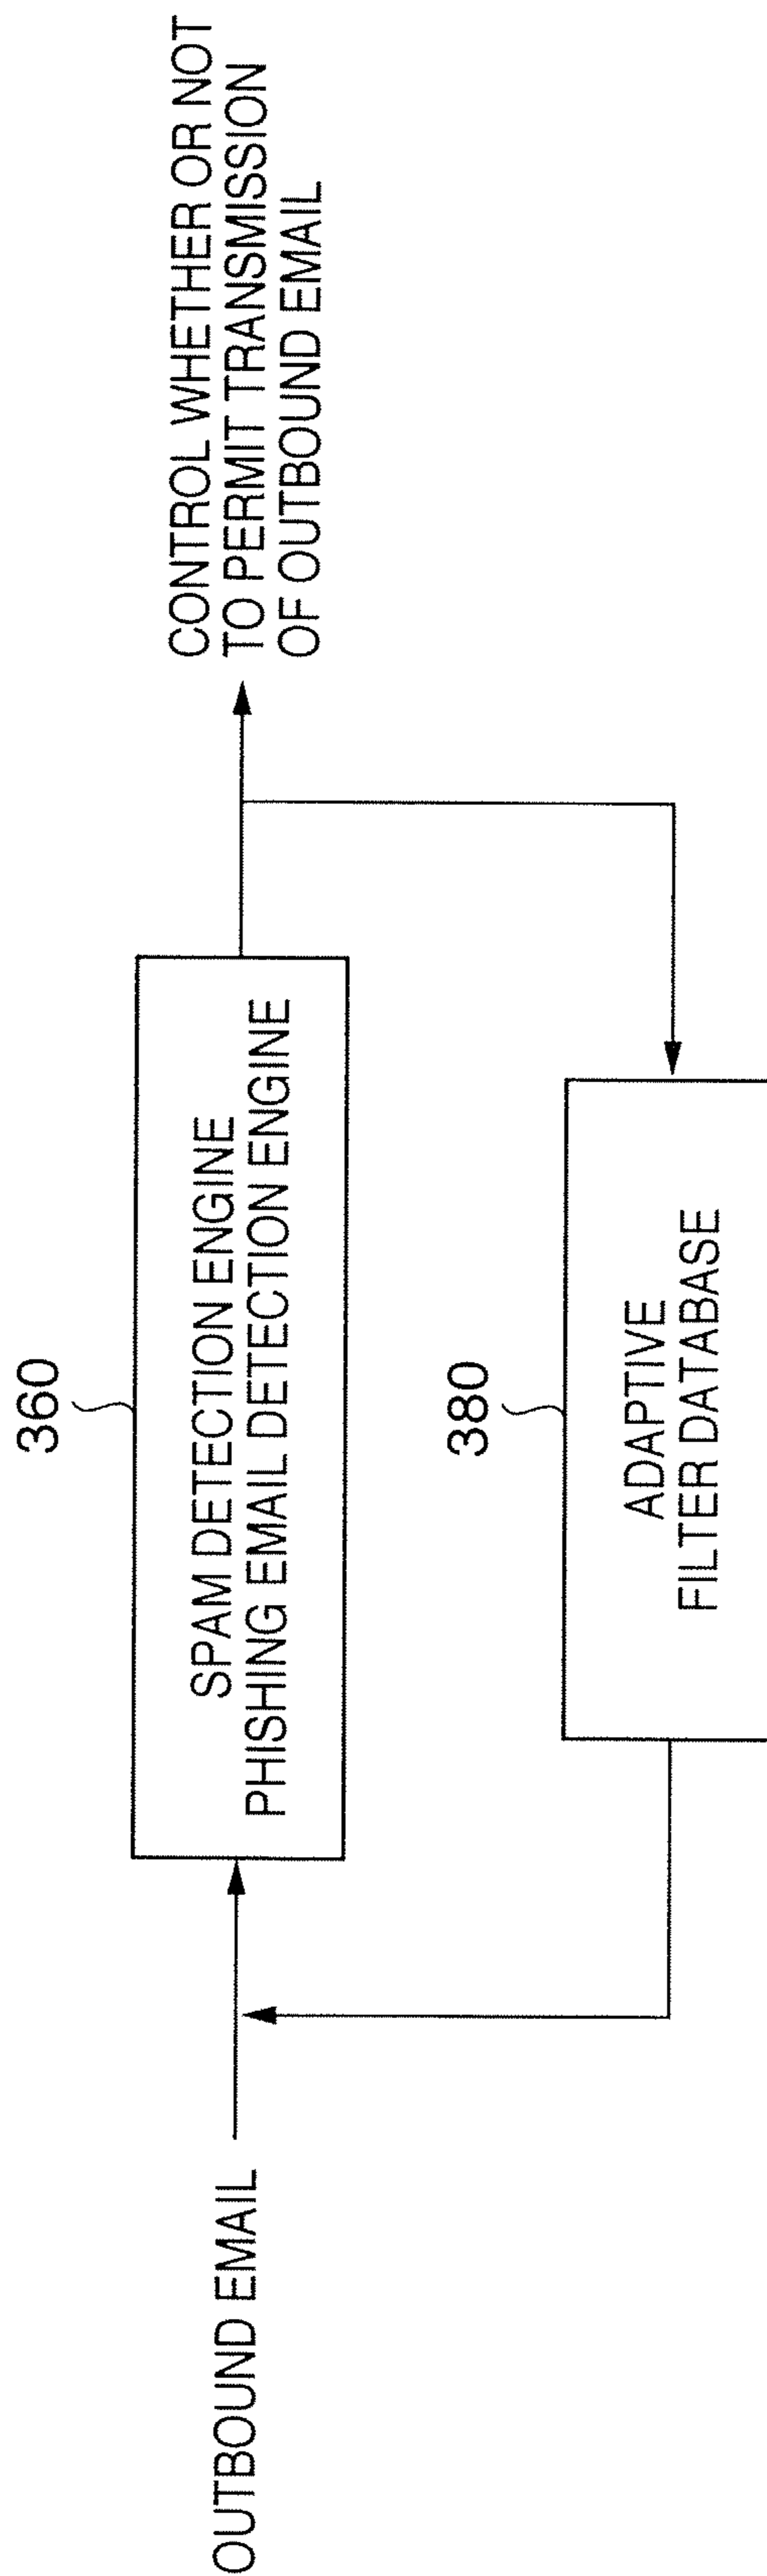 OUTBOUND EMAIL
360
SPAM DETECTION ENGINE
PHISHING EMAIL DETECTION ENGINE
CONTROL WHETHER OR NOT
TO PERMIT TRANSMISSION
OF OUTBOUND EMAIL
380
ADAPTIVE
FILTER DATABASE